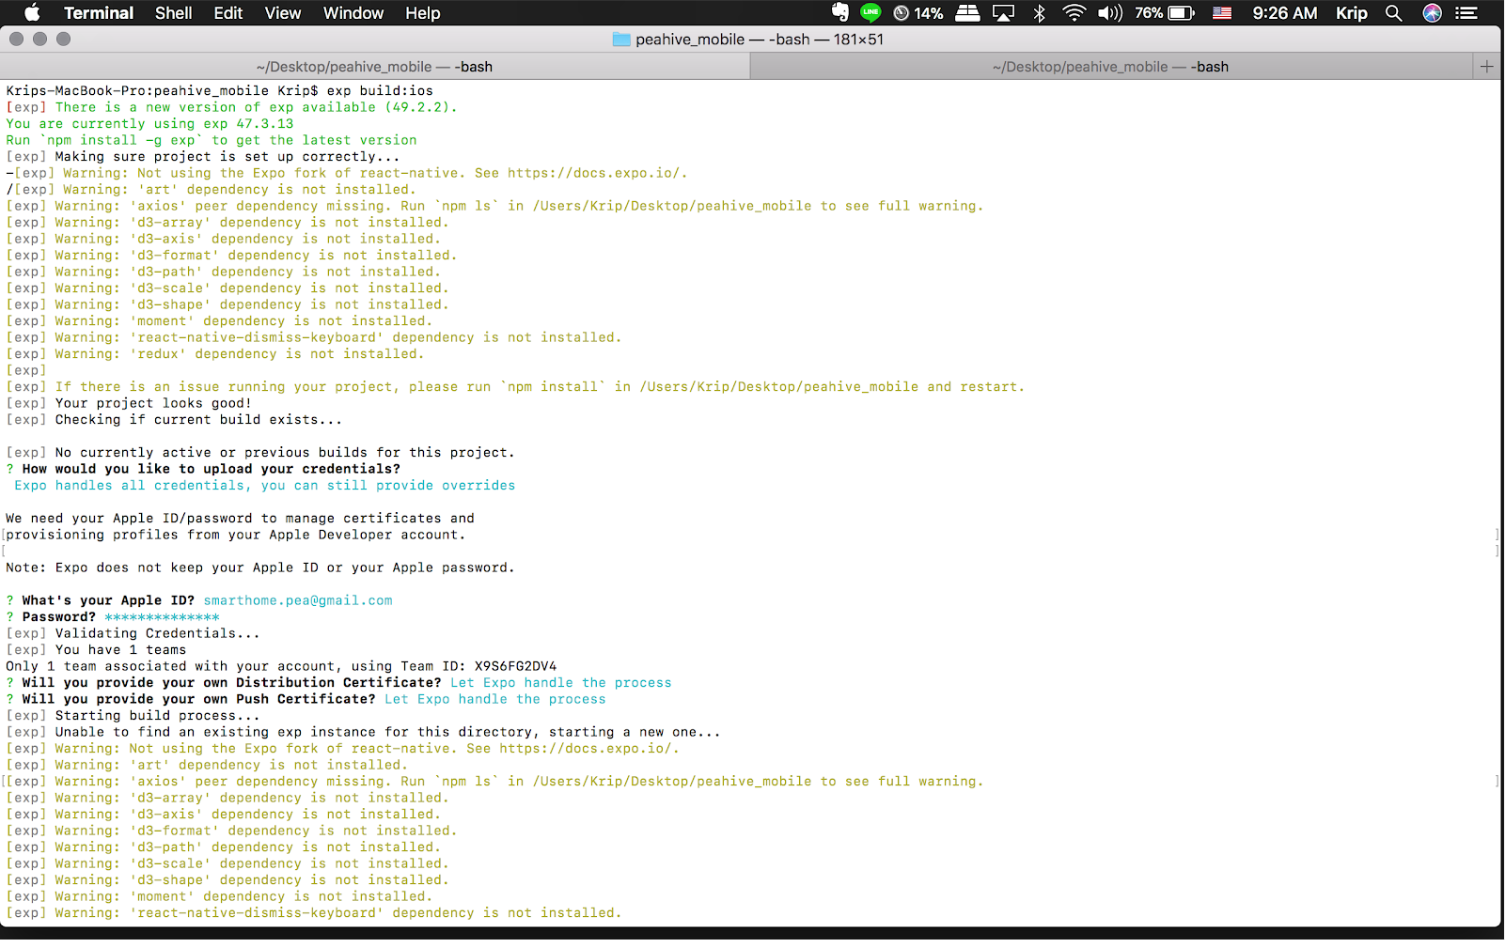 Terminal Shell Edit View Window Help LINE 14% 76% 9:26 AM Krip
peahive_mobile — -bash — 181×51
~/Desktop/peahive_mobile — -bash ~/Desktop/peahive_mobile — -bash +
Krips-MacBook-Pro:peahive_mobile Krip$ exp build:ios
[exp] There is a new version of exp available (49.2.2).
You are currently using exp 47.3.13
Run `npm install -g exp` to get the latest version
[exp] Making sure project is set up correctly...
-[exp] Warning: Not using the Expo fork of react-native. See https://docs.expo.io/.
/[exp] Warning: 'art' dependency is not installed.
[exp] Warning: 'axios' peer dependency missing. Run `npm ls` in /Users/Krip/Desktop/peahive_mobile to see full warning.
[exp] Warning: 'd3-array' dependency is not installed.
[exp] Warning: 'd3-axis' dependency is not installed.
[exp] Warning: 'd3-format' dependency is not installed.
[exp] Warning: 'd3-path' dependency is not installed.
[exp] Warning: 'd3-scale' dependency is not installed.
[exp] Warning: 'd3-shape' dependency is not installed.
[exp] Warning: 'moment' dependency is not installed.
[exp] Warning: 'react-native-dismiss-keyboard' dependency is not installed.
[exp] Warning: 'redux' dependency is not installed.
[exp]
[exp] If there is an issue running your project, please run `npm install` in /Users/Krip/Desktop/peahive_mobile and restart.
[exp] Your project looks good!
[exp] Checking if current build exists...
[exp] No currently active or previous builds for this project.
? How would you like to upload your credentials?
Expo handles all credentials, you can still provide overrides
We need your Apple ID/password to manage certificates and
[provisioning profiles from your Apple Developer account. ]
[ ]
Note: Expo does not keep your Apple ID or your Apple password.
? What's your Apple ID? smarthome.pea@gmail.com
? Password? **************
[exp] Validating Credentials...
[exp] You have 1 teams
Only 1 team associated with your account, using Team ID: X9S6FG2DV4
? Will you provide your own Distribution Certificate? Let Expo handle the process
? Will you provide your own Push Certificate? Let Expo handle the process
[exp] Starting build process...
[exp] Unable to find an existing exp instance for this directory, starting a new one...
[exp] Warning: Not using the Expo fork of react-native. See https://docs.expo.io/.
[exp] Warning: 'art' dependency is not installed.
[[exp] Warning: 'axios' peer dependency missing. Run `npm ls` in /Users/Krip/Desktop/peahive_mobile to see full warning. ]
[exp] Warning: 'd3-array' dependency is not installed.
[exp] Warning: 'd3-axis' dependency is not installed.
[exp] Warning: 'd3-format' dependency is not installed.
[exp] Warning: 'd3-path' dependency is not installed.
[exp] Warning: 'd3-scale' dependency is not installed.
[exp] Warning: 'd3-shape' dependency is not installed.
[exp] Warning: 'moment' dependency is not installed.
[exp] Warning: 'react-native-dismiss-keyboard' dependency is not installed.